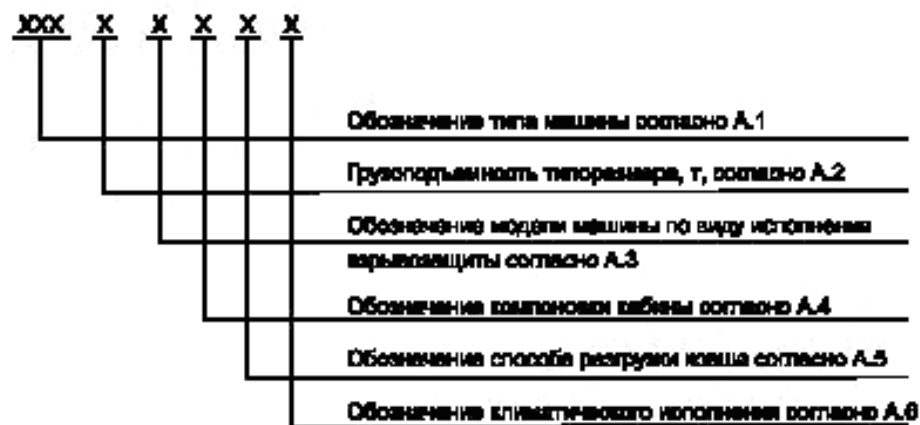 XXX X X X X X
Обозначение типа машины согласно А.1
Грузоподъемность типоразмера, т, согласно А.2
Обозначение модели машины по виду исполнения
взрывозащиты согласно А.3
Обозначение компоновки кабины согласно А.4
Обозначение способа разгрузки ковша согласно А.5
Обозначение климатического исполнения согласно А.6